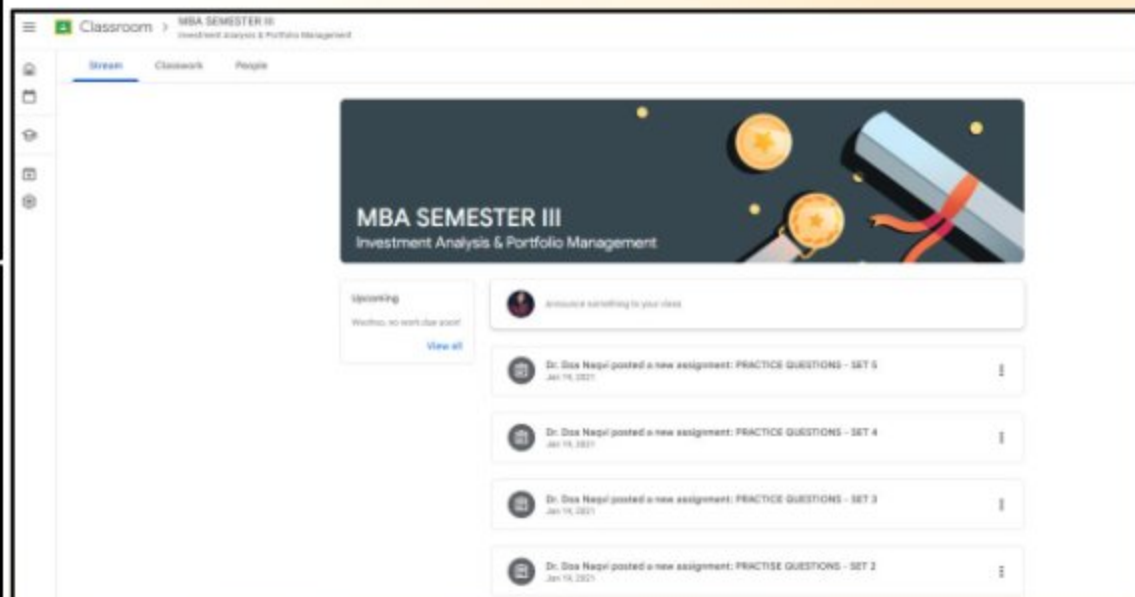 Classroom > MBA SEMESTER III
Investment Analysis & Portfolio Management
Stream Classwork People
MBA SEMESTER III
Investment Analysis & Portfolio Management
Upcoming
Woohoo, no work due soon!
View all
Announce something to your class
Dr. Doa Naqvi posted a new assignment: PRACTICE QUESTIONS - SET 5
Jan 19, 2021
Dr. Doa Naqvi posted a new assignment: PRACTICE QUESTIONS - SET 4
Jan 19, 2021
Dr. Doa Naqvi posted a new assignment: PRACTICE QUESTIONS - SET 3
Jan 19, 2021
Dr. Doa Naqvi posted a new assignment: PRACTISE QUESTIONS - SET 2
Jan 19, 2021